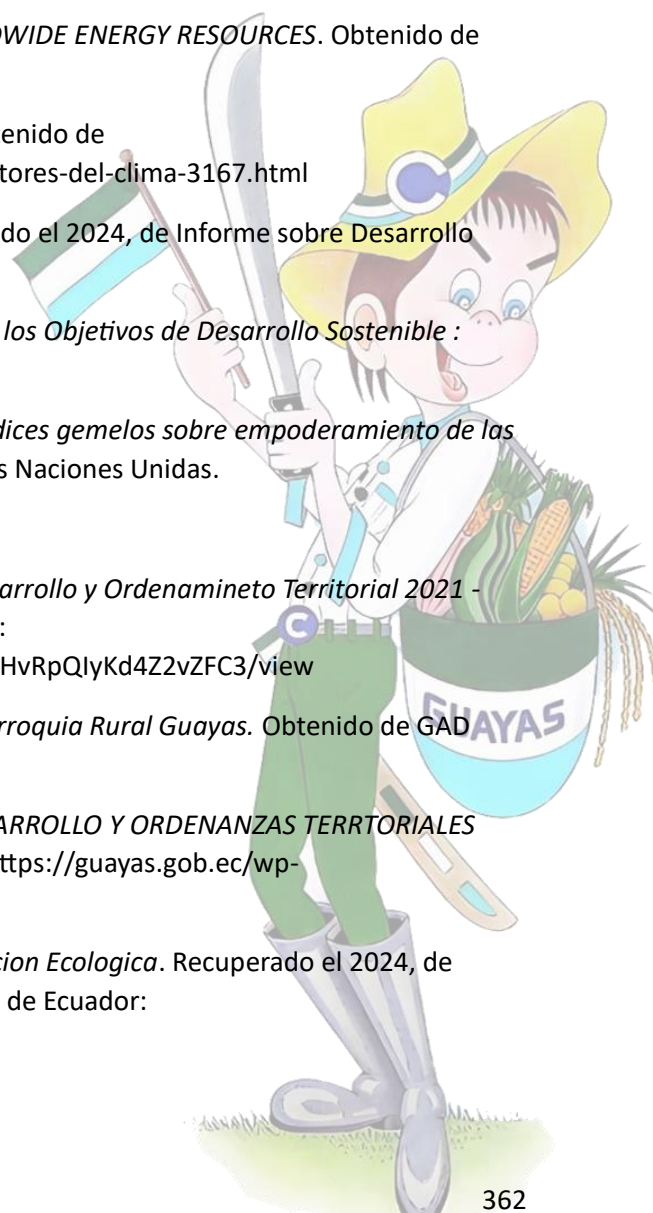 WIDE ENERGY RESOURCES. Obtenido de
enido de
tores-del-clima-3167.html
do el 2024, de Informe sobre Desarrollo
los Objetivos de Desarrollo Sostenible :
dices gemelos sobre empoderamiento de las
s Naciones Unidas.
arrollo y Ordenamineto Territorial 2021 -
:
HvRpQIyKd4Z2vZFC3/view
rroquia Rural Guayas. Obtenido de GAD
GUAYAS
ARROLLO Y ORDENANZAS TERRTORIALES
ttps://guayas.gob.ec/wp-
cion Ecologica. Recuperado el 2024, de
de Ecuador:
C
C
362